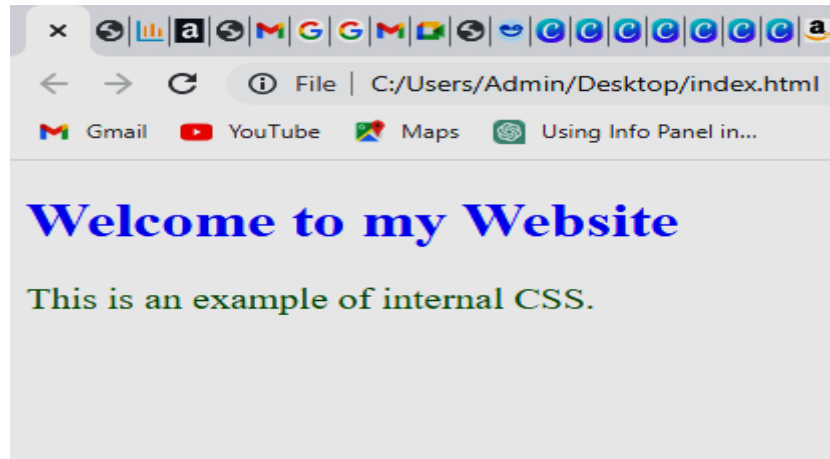 File | C:/Users/Admin/Desktop/index.html
Gmail YouTube Maps Using Info Panel in...
Welcome to my Website
This is an example of internal CSS.